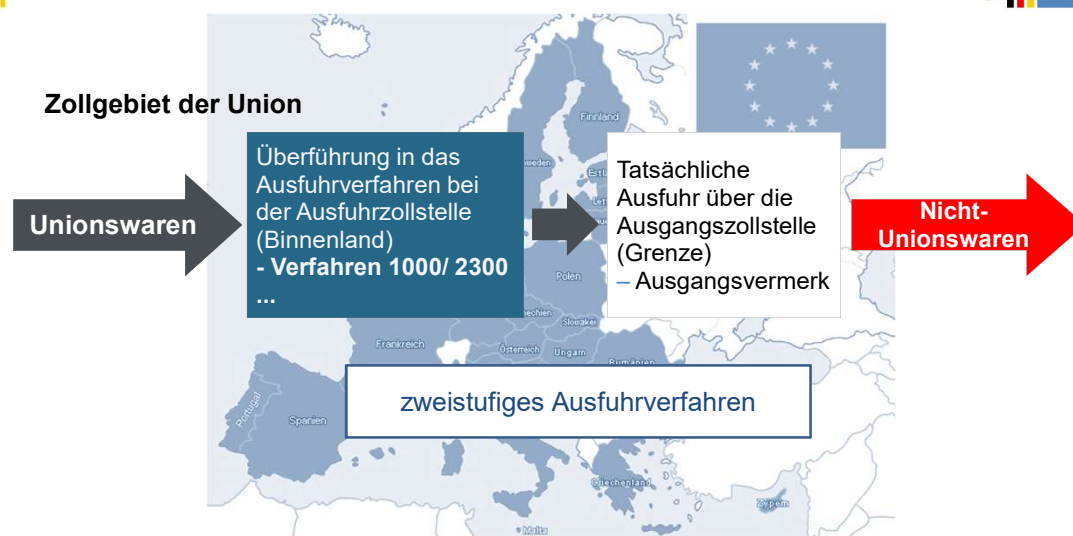 Zollgebiet der Union
Unionswaren
Überführung in das
Ausfuhrverfahren bei
der Ausfuhrzollstelle
(Binnenland)
- Verfahren 1000/ 2300
...
Tatsächliche
Ausfuhr über die
Ausgangszollstelle
(Grenze)
– Ausgangsvermerk
Nicht-
Unionswaren
zweistufiges Ausfuhrverfahren
Finnland
Polen
Slowakei
Frankreich
Österreich
Ungarn
Rumänien
Portugal
Spanien
Griechenland
Zypern
Malta